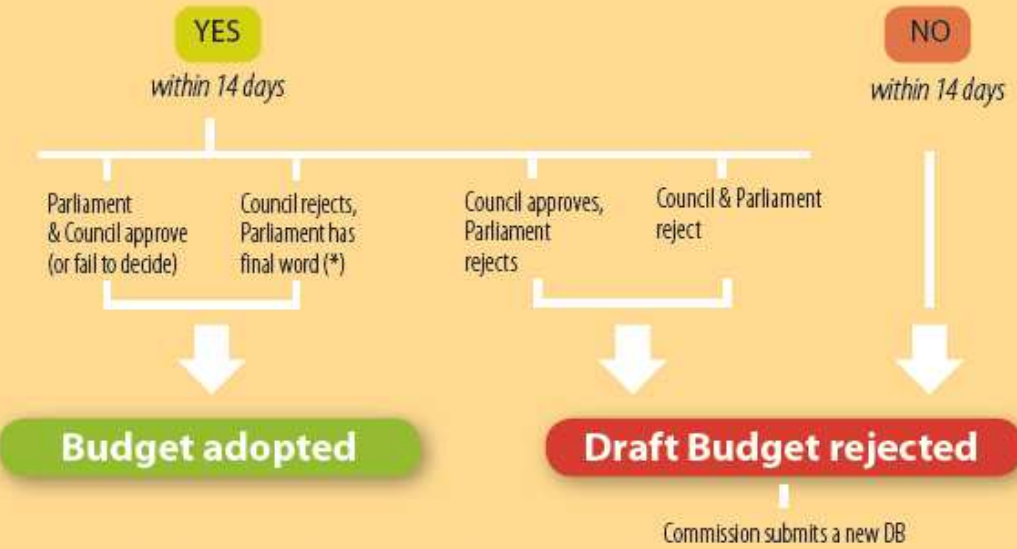 YES
within 14 days
NO
within 14 days
Parliament
& Council approve
(or fail to decide)
Council rejects,
Parliament has
final word (*)
Council approves,
Parliament
rejects
Council & Parliament
reject
Budget adopted
Draft Budget rejected
Commission submits a new DB